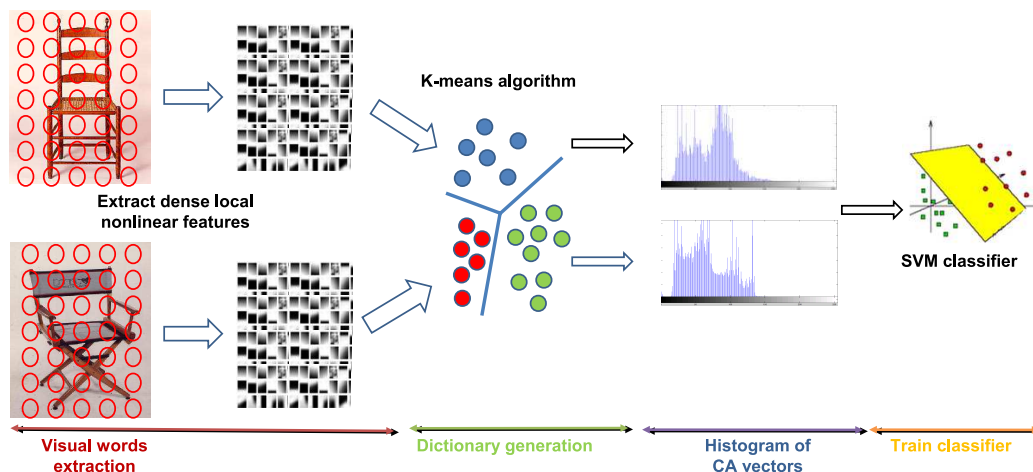 K-means algorithm
Extract dense local
nonlinear features
SVM classifier
Visual words
extraction
Dictionary generation
Histogram of
CA vectors
Train classifier